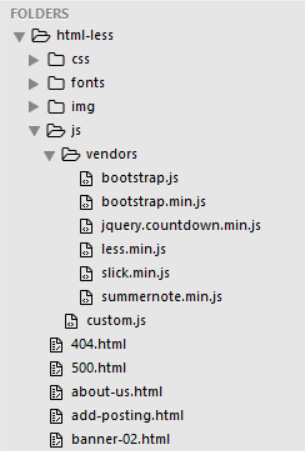 FOLDERS
html-less
css
fonts
img
js
vendors
bootstrap.js
bootstrap.min.js
jquery.countdown.min.js
less.min.js
slick.min.js
summernote.min.js
custom.js
404.html
500.html
about-us.html
add-posting.html
banner-02.html